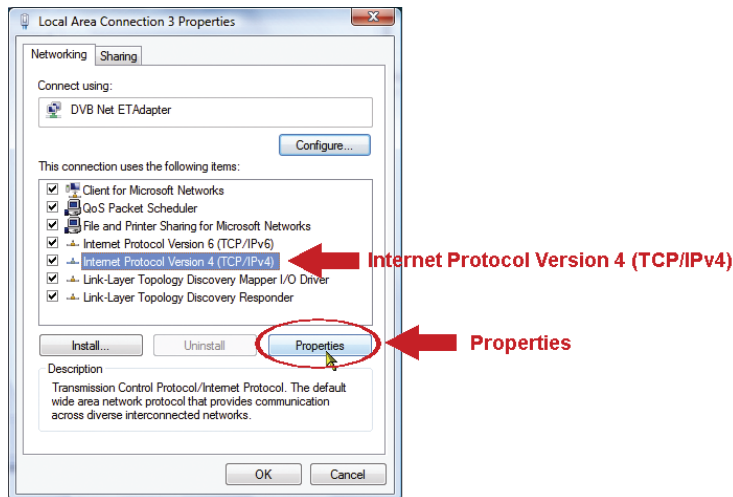 Local Area Connection 3 Properties
Networking
Sharing
Connect using:
DVB Net ETAdapter
Configure...
This connection uses the following items:
Client for Microsoft Networks
QoS Packet Scheduler
File and Printer Sharing for Microsoft Networks
Internet Protocol Version 6 (TCP/IPv6)
Internet Protocol Version 4 (TCP/IPv4)
Internet Protocol Version 4 (TCP/IPv4)
Link-Layer Topology Discovery Mapper I/O Driver
Link-Layer Topology Discovery Responder
Install...
Uninstall
Properties
Properties
Description
Transmission Control Protocol/Internet Protocol. The default
wide area network protocol that provides communication
across diverse interconnected networks.
OK
Cancel